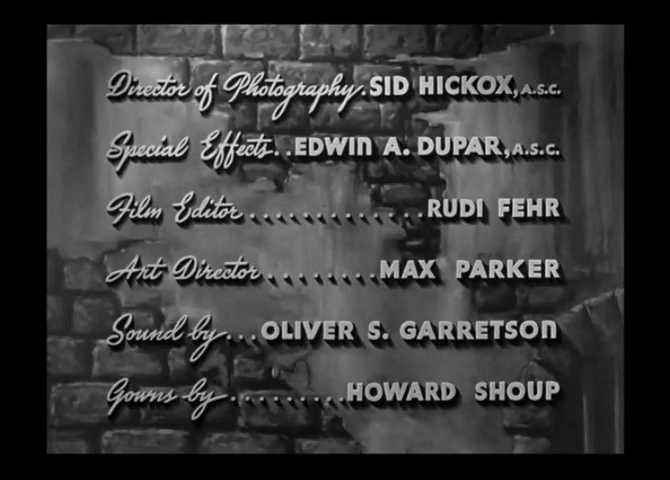 Director of Photography. SID HICKOX, A.S.C.
Special Effects.. EDWIN A. DUPAR, A.S.C.
Film Editor............. RUDI FEHR
Art Director........ MAX PARKER
Sound by... OLIVER S. GARRETSON
Gowns by......... HOWARD SHOUP